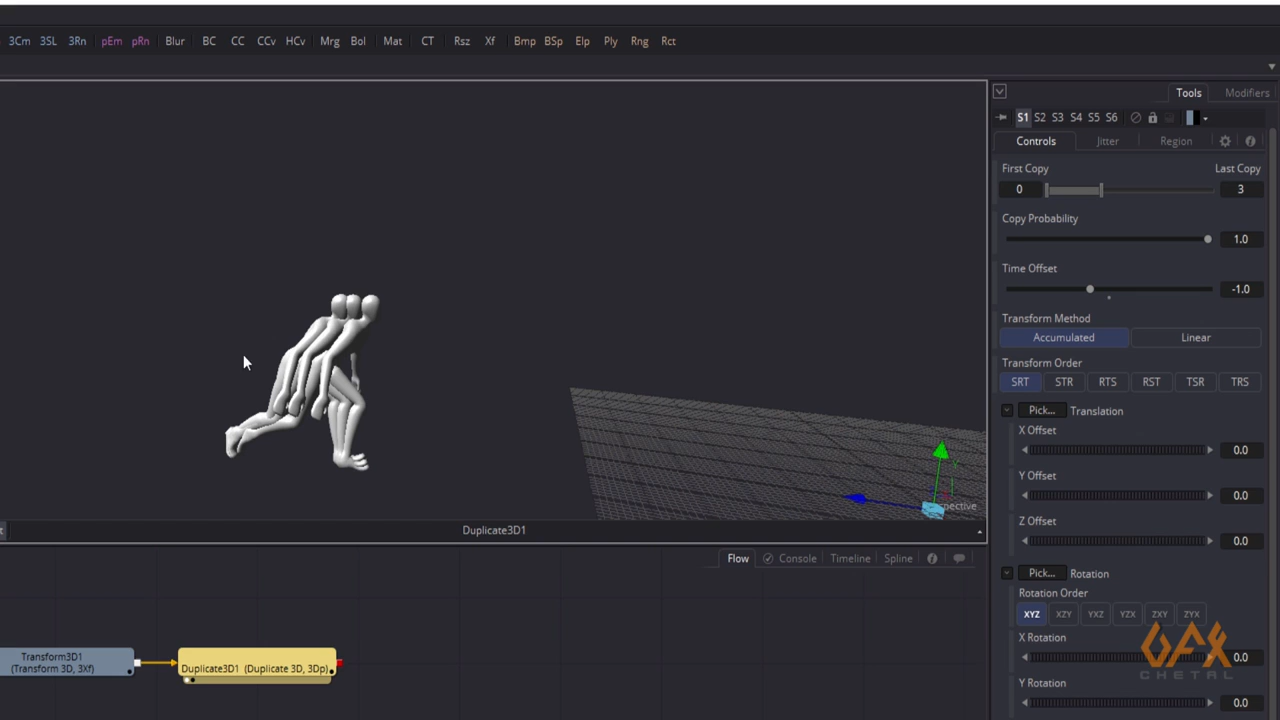 3Cm 3SL 3Rn pEm pRn Blur BC CC CCv HCv Mrg Bol Mat CT Rsz Xf Bmp BSp Elp Ply Rng Rct
Tools Modifiers
S1 S2 S3 S4 S5 S6
Controls Jitter Region
First Copy Last Copy
0 3
Copy Probability
1.0
Time Offset
-1.0
Transform Method
Accumulated Linear
Transform Order
SRT STR RTS RST TSR TRS
Pick... Translation
X Offset
0.0
Y Offset
0.0
Z Offset
0.0
Pick... Rotation
Rotation Order
XYZ XZY YXZ YZX ZXY ZYX
X Rotation
0.0
Y Rotation
0.0
Duplicate3D1
Flow Console Timeline Spline
Transform3D1
(Transform 3D, 3Xf)
Duplicate3D1 (Duplicate 3D, 3Dp)
CHETAL